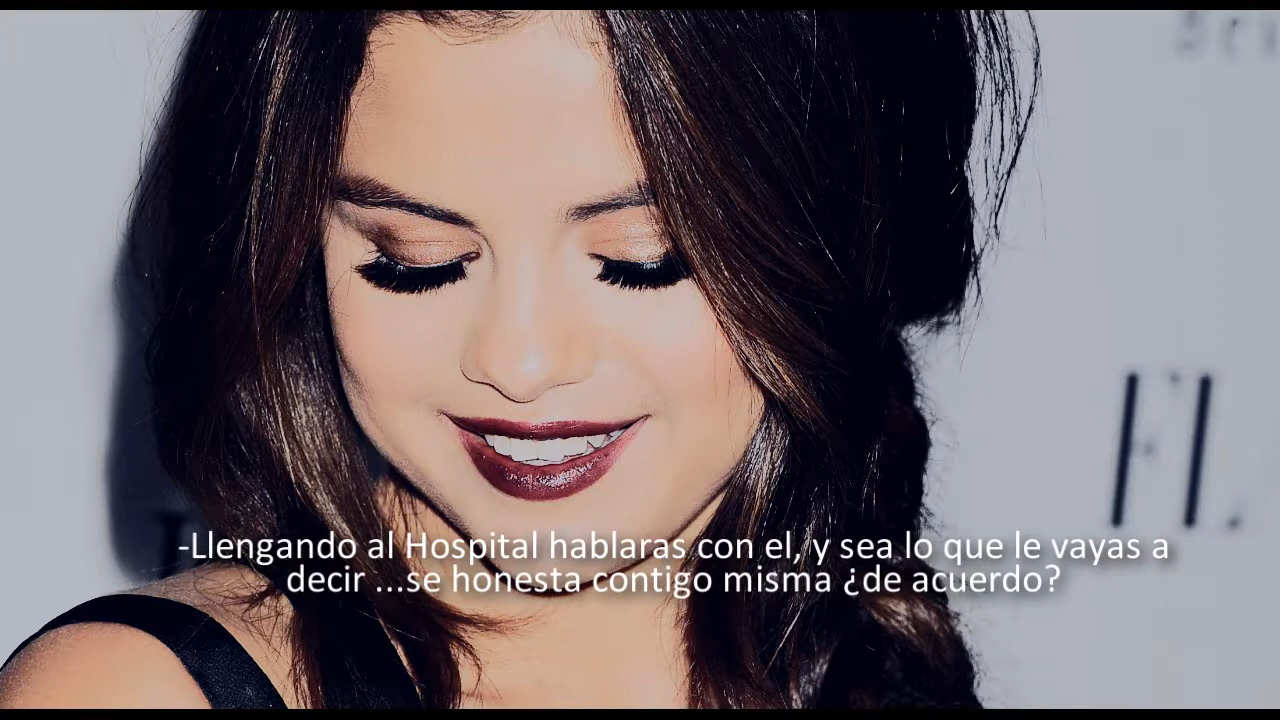 -Llengando al Hospital hablaras con el, y sea lo que le vayas a
decir ...se honesta contigo misma ¿de acuerdo?